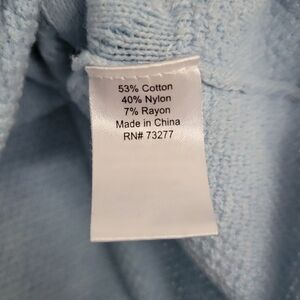 53% Cotton
40% Nylon
7% Rayon
Made in China
RN# 73277